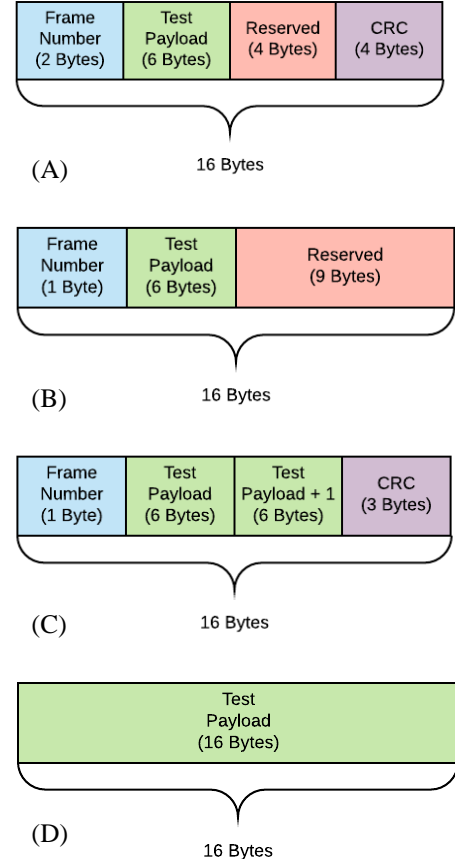 Frame
Number
(2 Bytes)
Test
Payload
(6 Bytes)
Reserved
(4 Bytes)
CRC
(4 Bytes)
16 Bytes
(A)
Frame
Number
(1 Byte)
Test
Payload
(6 Bytes)
Reserved
(9 Bytes)
16 Bytes
(B)
Frame
Number
(1 Byte)
Test
Payload
(6 Bytes)
Test
Payload + 1
(6 Bytes)
CRC
(3 Bytes)
16 Bytes
(C)
Test
Payload
(16 Bytes)
16 Bytes
(D)